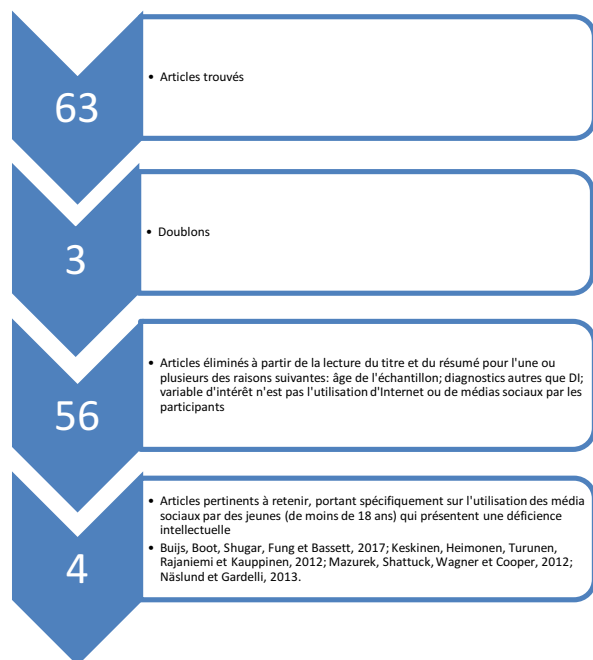 63
• Articles trouvés
3
• Doublons
56
• Articles éliminés à partir de la lecture du titre et du résumé pour l'une ou
plusieurs des raisons suivantes: âge de l'échantillon; diagnostics autres que DI;
variable d'intérêt n'est pas l'utilisation d'Internet ou de médias sociaux par les
participants
4
• Articles pertinents à retenir, portant spécifiquement sur l'utilisation des média
sociaux par des jeunes (de moins de 18 ans) qui présentent une déficience
intellectuelle
• Buijs, Boot, Shugar, Fung et Bassett, 2017; Keskinen, Heimonen, Turunen,
Rajaniemi et Kauppinen, 2012; Mazurek, Shattuck, Wagner et Cooper, 2012;
Näslund et Gardelli, 2013.